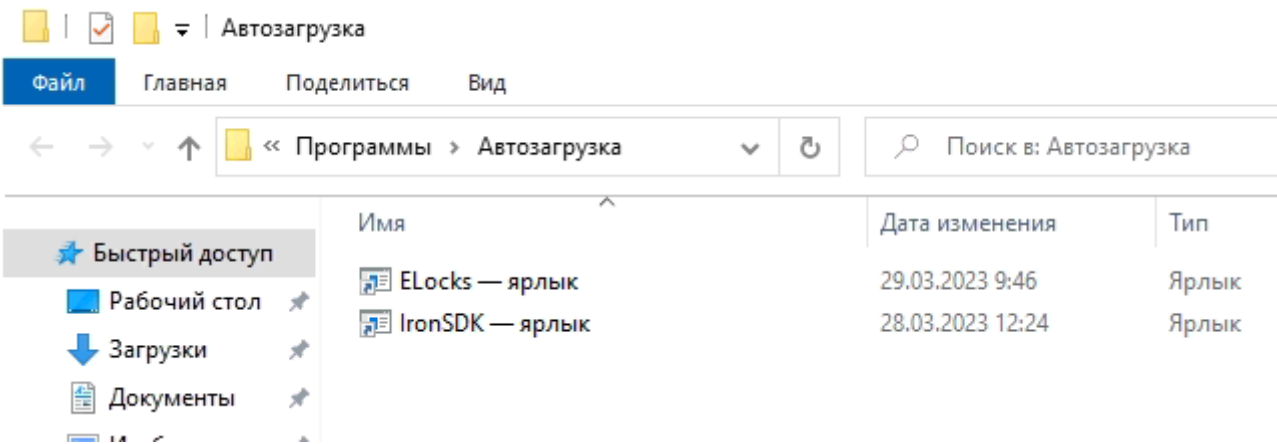 Автозагрузка
Файл Главная Поделиться Вид
« Программы › Автозагрузка Поиск в: Автозагрузка
Имя Дата изменения Тип
Быстрый доступ
Рабочий стол
Загрузки
Документы
ELocks — ярлык 29.03.2023 9:46 Ярлык
IronSDK — ярлык 28.03.2023 12:24 Ярлык